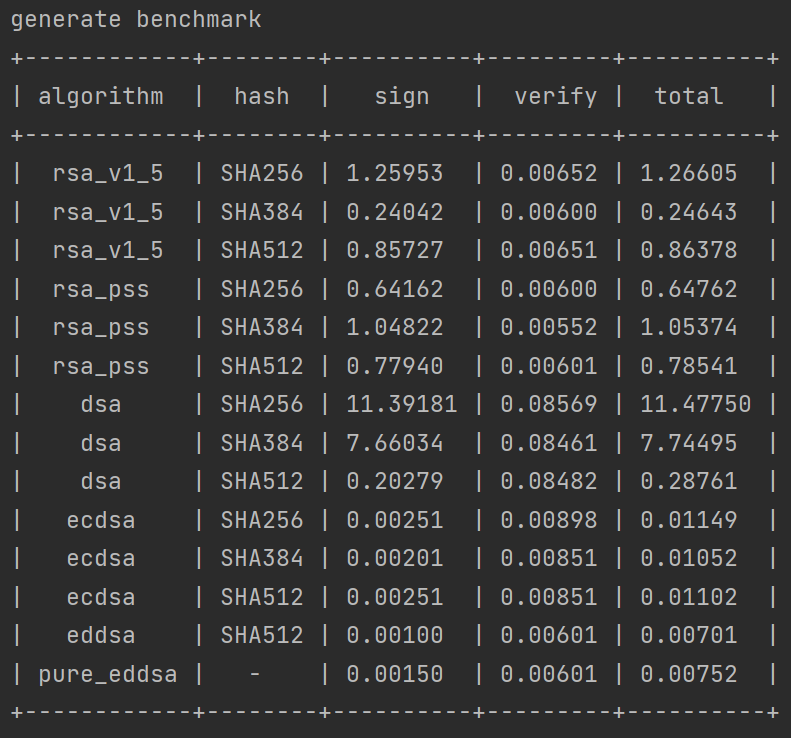 generate benchmark
+------------+--------+----------+---------+----------+
| algorithm  |  hash  |   sign   |  verify |  total   |
+------------+--------+----------+---------+----------+
|  rsa_v1_5  | SHA256 | 1.25953  | 0.00652 | 1.26605  |
|  rsa_v1_5  | SHA384 | 0.24042  | 0.00600 | 0.24643  |
|  rsa_v1_5  | SHA512 | 0.85727  | 0.00651 | 0.86378  |
|  rsa_pss   | SHA256 | 0.64162  | 0.00600 | 0.64762  |
|  rsa_pss   | SHA384 | 1.04822  | 0.00552 | 1.05374  |
|  rsa_pss   | SHA512 | 0.77940  | 0.00601 | 0.78541  |
|    dsa     | SHA256 | 11.39181 | 0.08569 | 11.47750 |
|    dsa     | SHA384 | 7.66034  | 0.08461 | 7.74495  |
|    dsa     | SHA512 | 0.20279  | 0.08482 | 0.28761  |
|   ecdsa    | SHA256 | 0.00251  | 0.00898 | 0.01149  |
|   ecdsa    | SHA384 | 0.00201  | 0.00851 | 0.01052  |
|   ecdsa    | SHA512 | 0.00251  | 0.00851 | 0.01102  |
|   eddsa    | SHA512 | 0.00100  | 0.00601 | 0.00701  |
| pure_eddsa |   -    | 0.00150  | 0.00601 | 0.00752  |
+------------+--------+----------+---------+----------+